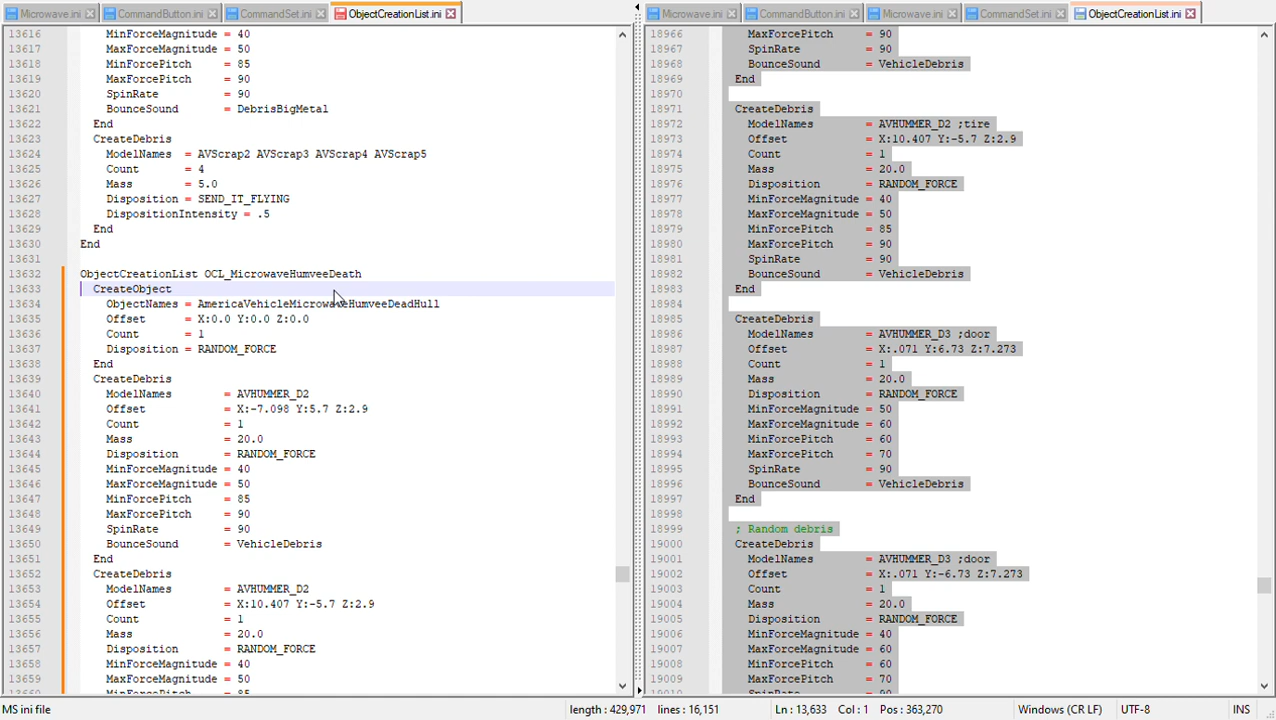 Microwave.ini CommandButton.ini CommandSet.ini ObjectCreationList.ini
13616 MinForceMagnitude = 40
13617 MaxForceMagnitude = 50
13618 MinForcePitch = 85
13619 MaxForcePitch = 90
13620 SpinRate = 90
13621 BounceSound = DebrisBigMetal
13622 End
13623 CreateDebris
13624 ModelNames = AVScrap2 AVScrap3 AVScrap4 AVScrap5
13625 Count = 4
13626 Mass = 5.0
13627 Disposition = SEND_IT_FLYING
13628 DispositionIntensity = .5
13629 End
13630 End
13631
13632 ObjectCreationList OCL_MicrowaveHumveeDeath
13633 CreateObject
13634 ObjectNames = AmericaVehicleMicrowaveHumveeDeadHull
13635 Offset = X:0.0 Y:0.0 Z:0.0
13636 Count = 1
13637 Disposition = RANDOM_FORCE
13638 End
13639 CreateDebris
13640 ModelNames = AVHUMMER_D2
13641 Offset = X:-7.098 Y:5.7 Z:2.9
13642 Count = 1
13643 Mass = 20.0
13644 Disposition = RANDOM_FORCE
13645 MinForceMagnitude = 40
13646 MaxForceMagnitude = 50
13647 MinForcePitch = 85
13648 MaxForcePitch = 90
13649 SpinRate = 90
13650 BounceSound = VehicleDebris
13651 End
13652 CreateDebris
13653 ModelNames = AVHUMMER_D2
13654 Offset = X:10.407 Y:-5.7 Z:2.9
13655 Count = 1
13656 Mass = 20.0
13657 Disposition = RANDOM_FORCE
13658 MinForceMagnitude = 40
13659 MaxForceMagnitude = 50
13660 MinForcePitch = 85
Microwave.ini CommandButton.ini Microwave.ini CommandSet.ini ObjectCreationList.ini
18966 MaxForcePitch = 90
18967 SpinRate = 90
18968 BounceSound = VehicleDebris
18969 End
18970
18971 CreateDebris
18972 ModelNames = AVHUMMER_D2 ;tire
18973 Offset = X:10.407 Y:-5.7 Z:2.9
18974 Count = 1
18975 Mass = 20.0
18976 Disposition = RANDOM_FORCE
18977 MinForceMagnitude = 40
18978 MaxForceMagnitude = 50
18979 MinForcePitch = 85
18980 MaxForcePitch = 90
18981 SpinRate = 90
18982 BounceSound = VehicleDebris
18983 End
18984
18985 CreateDebris
18986 ModelNames = AVHUMMER_D3 ;door
18987 Offset = X:.071 Y:6.73 Z:7.273
18988 Count = 1
18989 Mass = 20.0
18990 Disposition = RANDOM_FORCE
18991 MinForceMagnitude = 50
18992 MaxForceMagnitude = 60
18993 MinForcePitch = 60
18994 MaxForcePitch = 70
18995 SpinRate = 90
18996 BounceSound = VehicleDebris
18997 End
18998
18999 ; Random debris
19000 CreateDebris
19001 ModelNames = AVHUMMER_D3 ;door
19002 Offset = X:.071 Y:-6.73 Z:7.273
19003 Count = 1
19004 Mass = 20.0
19005 Disposition = RANDOM_FORCE
19006 MinForceMagnitude = 40
19007 MaxForceMagnitude = 60
19008 MinForcePitch = 60
19009 MaxForcePitch = 70
19010 SpinRate = 90
MS ini file length : 429,971 lines : 16,151 Ln : 13,633 Col : 1 Pos : 363,270 Windows (CR LF) UTF-8 INS